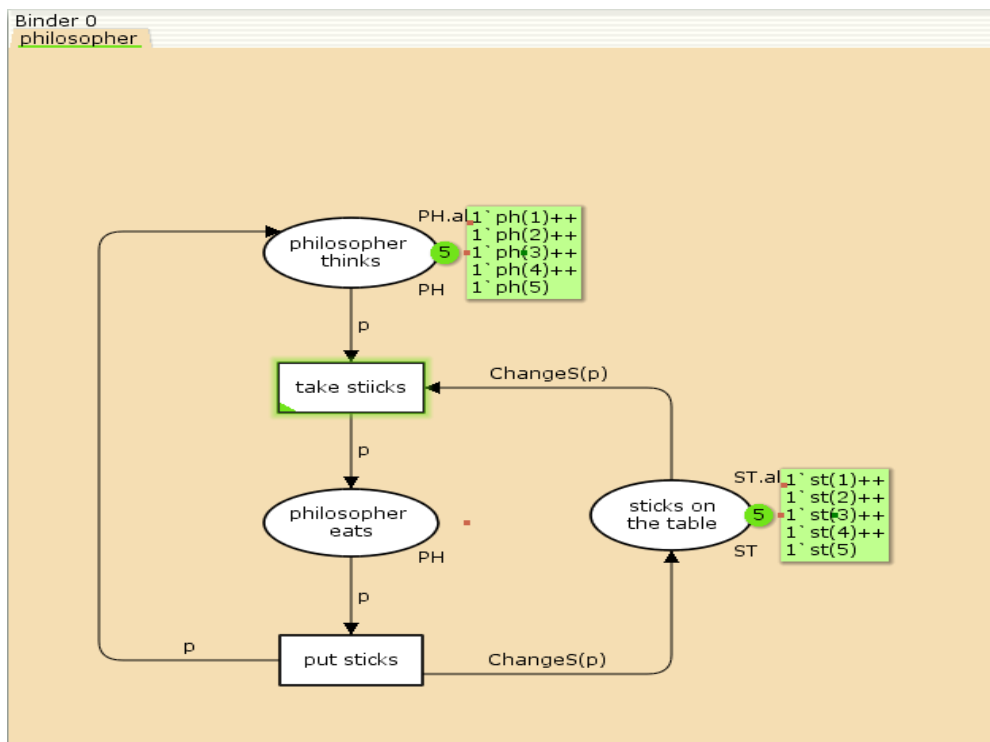 Binder 0
philosopher
PH.al
1`ph(1)++
1`ph(2)++
1`ph(3)++
1`ph(4)++
1`ph(5)
philosopher
thinks
5
PH
p
take stiicks
ChangeS(p)
p
ST.al
1`st(1)++
1`st(2)++
1`st(3)++
1`st(4)++
1`st(5)
philosopher
eats
sticks on
the table
5
PH
ST
p
p
put sticks
ChangeS(p)